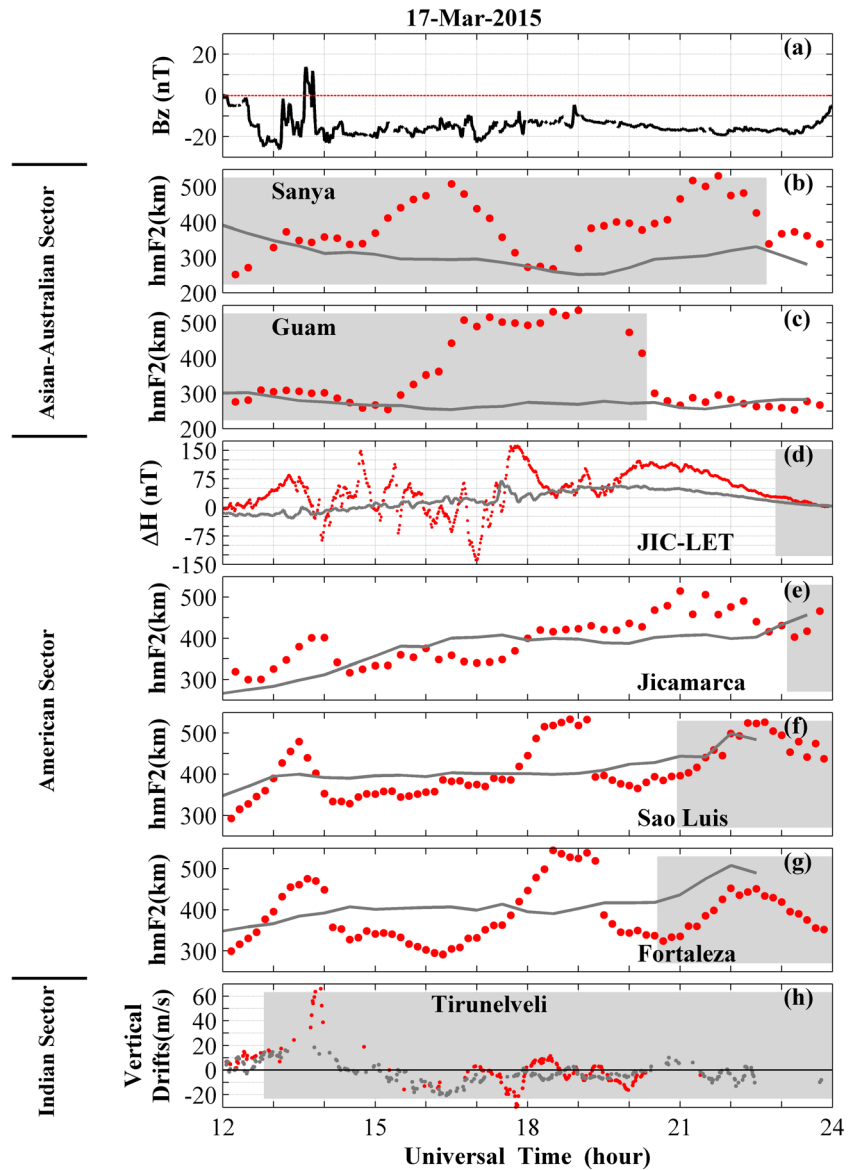 17-Mar-2015
(a)
Bz (nT)
20
0
-20
Asian-Australian Sector
(b)
Sanya
hmF2(km)
500
400
300
200
(c)
Guam
hmF2(km)
500
400
300
200
American Sector
(d)
ΔH (nT)
150
75
0
-75
-150
JIC-LET
(e)
hmF2(km)
500
400
300
Jicamarca
(f)
hmF2(km)
500
400
300
Sao Luis
(g)
hmF2(km)
500
400
300
Fortaleza
Indian Sector
(h)
Tirunelveli
Vertical
Drifts(m/s)
60
40
20
0
-20
12 15 18 21 24
Universal Time (hour)